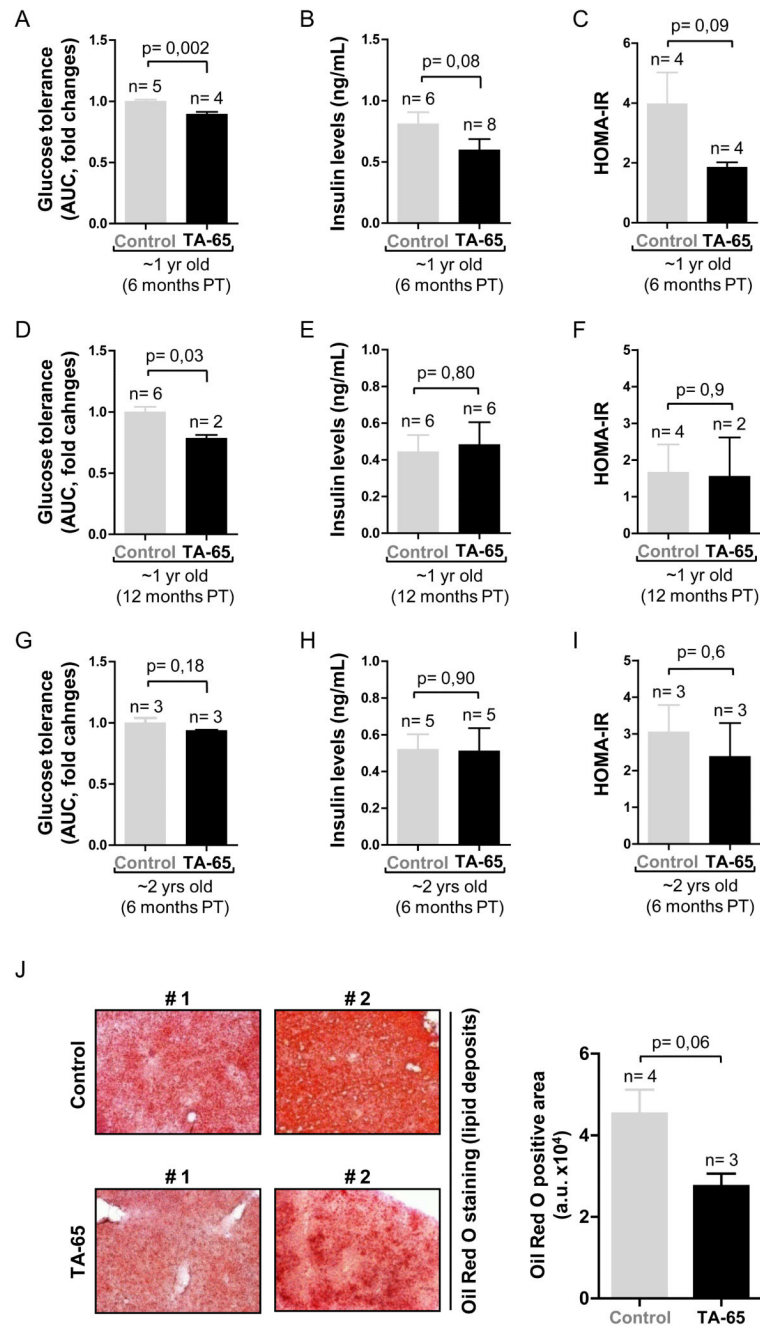 A
Glucose tolerance
(AUC, fold changes)
1.5
1.0
0.5
0.0
p= 0,002
n= 5
n= 4
Control TA-65
~1 yr old
(6 months PT)
B
Insulin levels (ng/mL)
1.5
1.0
0.5
0.0
p= 0,08
n= 6
n= 8
Control TA-65
~1 yr old
(6 months PT)
C
HOMA-IR
6
4
2
0
p= 0,09
n= 4
n= 4
Control TA-65
~1 yr old
(6 months PT)
D
Glucose tolerance
(AUC, fold cahnges)
1.5
1.0
0.5
0.0
p= 0,03
n= 6
n= 2
Control TA-65
~1 yr old
(12 months PT)
E
Insulin levels (ng/mL)
1.0
0.8
0.6
0.4
0.2
0.0
p= 0,80
n= 6
n= 6
Control TA-65
~1 yr old
(12 months PT)
F
HOMA-IR
5
4
3
2
1
0
p= 0,9
n= 4
n= 2
Control TA-65
~1 yr old
(12 months PT)
G
Glucose tolerance
(AUC, fold cahnges)
1.5
1.0
0.5
0.0
p= 0,18
n= 3
n= 3
Control TA-65
~2 yrs old
(6 months PT)
H
Insulin levels (ng/mL)
1.0
0.8
0.6
0.4
0.2
0.0
p= 0,90
n= 5
n= 5
Control TA-65
~2 yrs old
(6 months PT)
I
HOMA-IR
5
4
3
2
1
0
p= 0,6
n= 3
n= 3
Control TA-65
~2 yrs old
(6 months PT)
J
# 1
# 2
Control
# 1
# 2
TA-65
Oil Red O staining (lipid deposits)
Oil Red O positive area
(a.u. x10⁴)
6
4
2
0
p= 0,06
n= 4
n= 3
Control TA-65